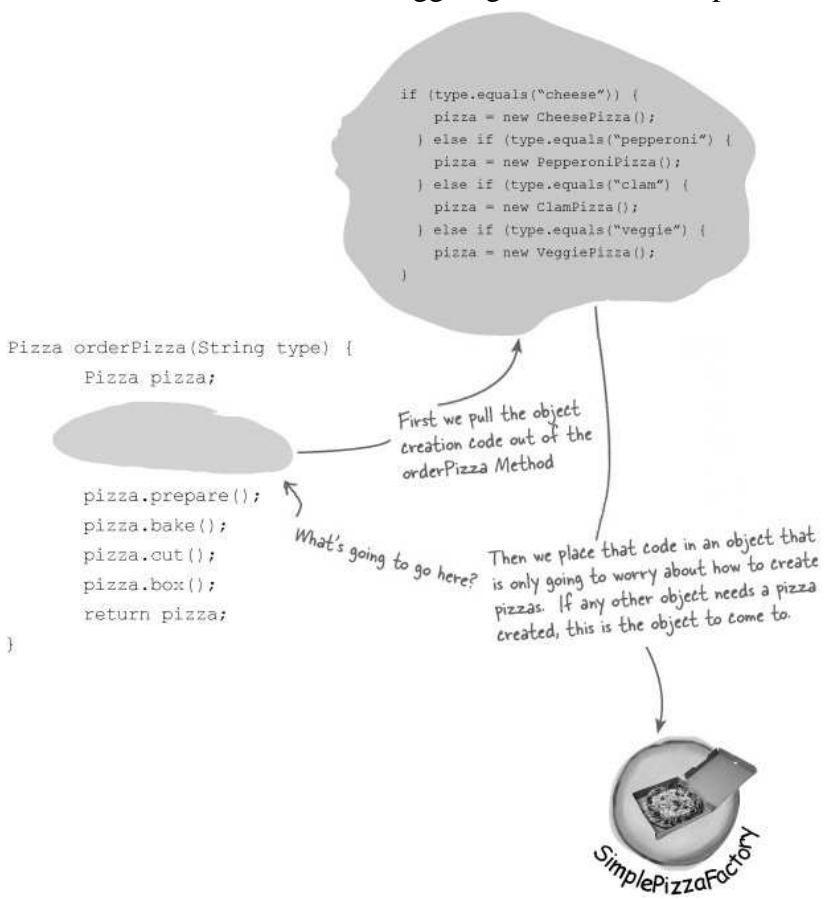 if (type.equals(“cheese”)) {
pizza = new CheesePizza();
} else if (type.equals(“pepperoni”) {
pizza = new PepperoniPizza();
} else if (type.equals(“clam”) {
pizza = new ClamPizza();
} else if (type.equals(“veggie”) {
pizza = new VeggiePizza();
}
Pizza orderPizza(String type) {
Pizza pizza;
First we pull the object
creation code out of the
orderPizza Method
pizza.prepare();
pizza.bake();
pizza.cut();
pizza.box();
return pizza;
}
What's going to go here?
Then we place that code in an object that
is only going to worry about how to create
pizzas. If any other object needs a pizza
created, this is the object to come to.
SimplePizzaFactory